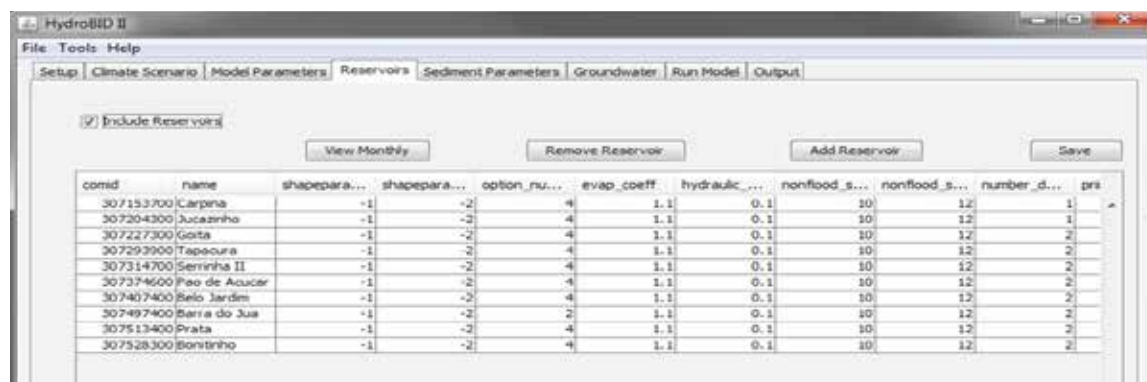 HydroBID II
File Tools Help
Setup Climate Scenario Model Parameters Reservoirs Sediment Parameters Groundwater Run Model Output
Include Reservoirs
View Monthly Remove Reservoir Add Reservoir Save
comid name shapepara... shapepara... option_nu... evap_coeff hydraulic_... nonflood_s... nonflood_s... number_d... pri
307153700 Carpina -1 -2 4 1.1 0.1 10 12 1
307204300 Jucazinho -1 -2 4 1.1 0.1 10 12 1
307227300 Goita -1 -2 4 1.1 0.1 10 12 2
307293900 Tapacura -1 -2 4 1.1 0.1 10 12 2
307314700 Serrinha II -1 -2 4 1.1 0.1 10 12 2
307374600 Pao de Acucar -1 -2 4 1.1 0.1 10 12 2
307407400 Belo Jardim -1 -2 4 1.1 0.1 10 12 2
307497400 Barra do Jua -1 -2 2 1.1 0.1 10 12 2
307513400 Prata -1 -2 4 1.1 0.1 10 12 2
307528300 Bonitinho -1 -2 4 1.1 0.1 10 12 2